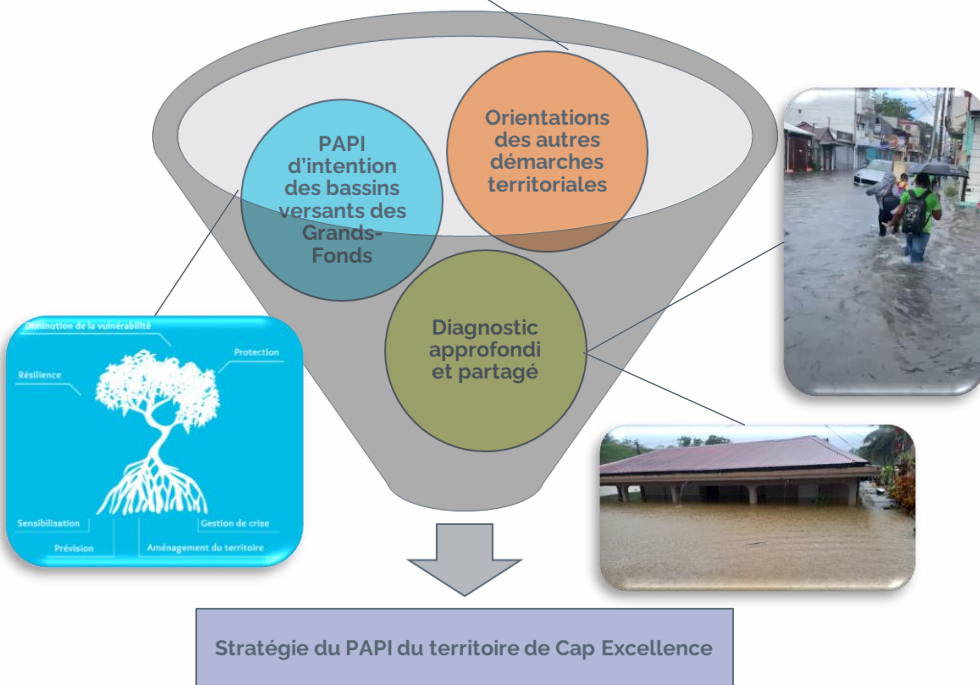 Orientations
des autres
démarches
territoriales
PAPI
d'intention
des bassins
versants des
Grands-
Fonds
Diagnostic
approfondi
et partagé
Diminution de la vulnérabilité
Protection
Résilience
Sensibilisation
Gestion de crise
Prévision
Aménagement du territoire
Stratégie du PAPI du territoire de Cap Excellence